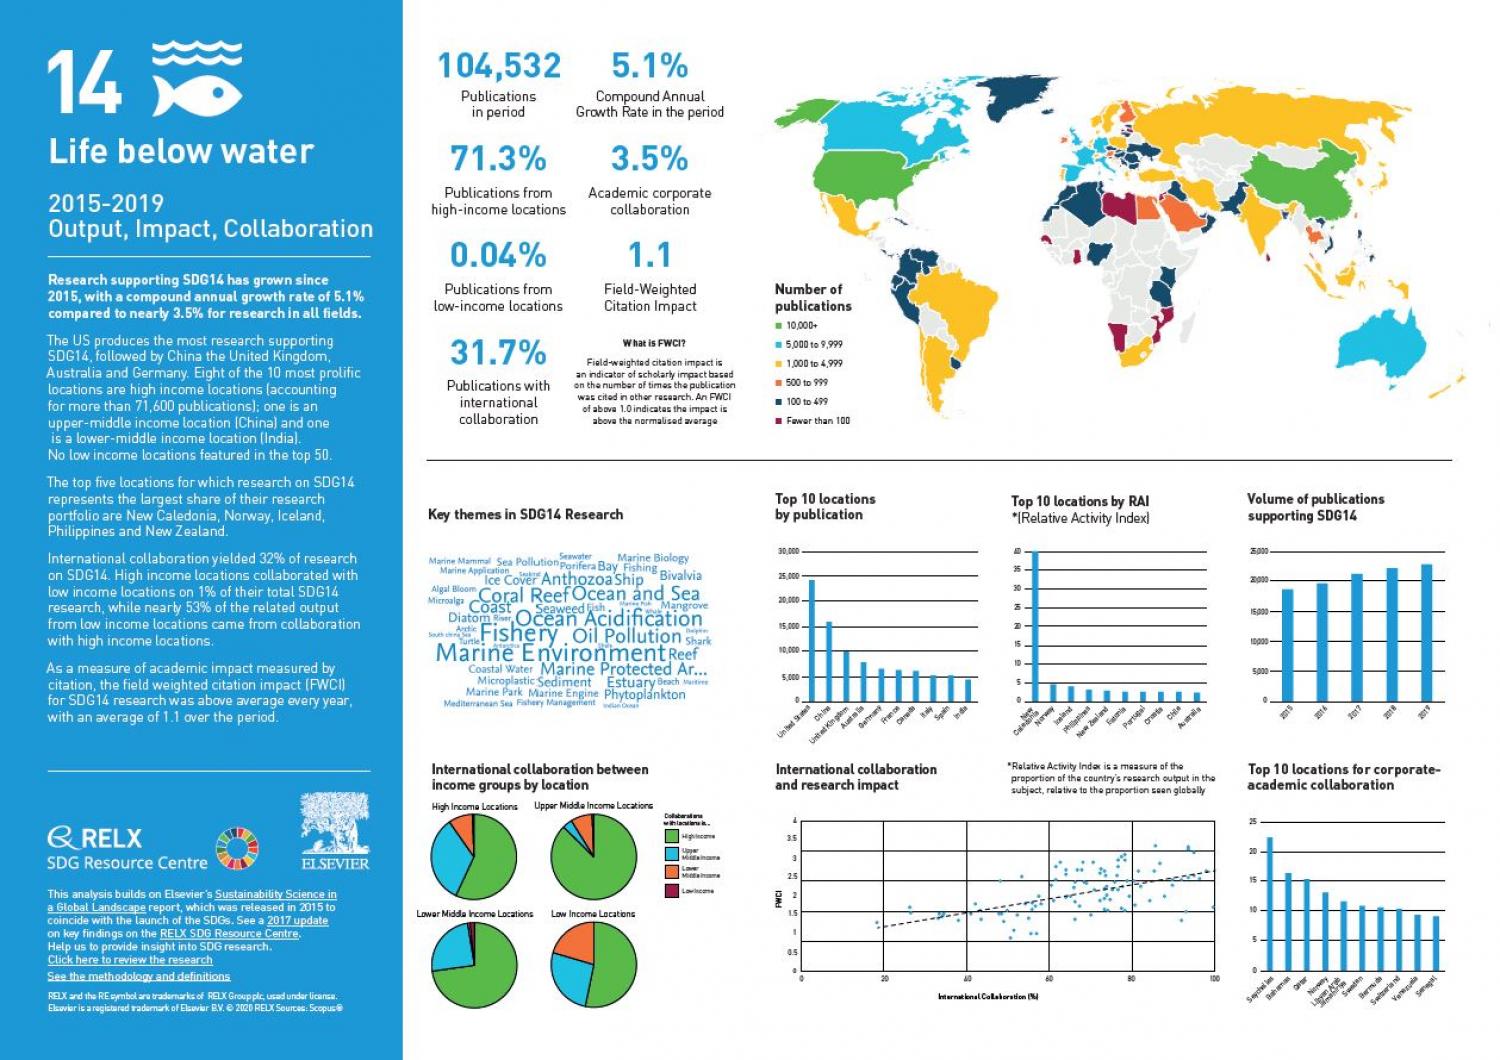 14
Life below water
2015-2019
Output, Impact, Collaboration
Research supporting SDG14 has grown since
2015, with a compound annual growth rate of 5.1%
compared to nearly 3.5% for research in all fields.
The US produces the most research supporting
SDG14, followed by China the United Kingdom,
Australia and Germany. Eight of the 10 most prolific
locations are high income locations (accounting
for more than 71,600 publications); one is an
upper-middle income location (China) and one
is a lower-middle income location (India).
No low income locations featured in the top 50.
The top five locations for which research on SDG14
represents the largest share of their research
portfolio are New Caledonia, Norway, Iceland,
Philippines and New Zealand.
International collaboration yielded 32% of research
on SDG14. High income locations collaborated with
low income locations on 1% of their total SDG14
research, while nearly 53% of the related output
from low income locations came from collaboration
with high income locations.
As a measure of academic impact measured by
citation, the field weighted citation impact (FWCI)
for SDG14 research was above average every year,
with an average of 1.1 over the period.
RELX
SDG Resource Centre
ELSEVIER
This analysis builds on Elsevier's Sustainability Science in
a Global Landscape report, which was released in 2015 to
coincide with the launch of the SDGs. See a 2017 update
on key findings on the RELX SDG Resource Centre.
Help us to provide insight into SDG research.
Click here to review the research
See the methodology and definitions
RELX and the RE symbol are trademarks of RELX Group plc, used under license.
Elsevier is a registered trademark of Elsevier B.V. © 2020 RELX Sources: Scopus®
104,532
Publications
in period
5.1%
Compound Annual
Growth Rate in the period
71.3%
Publications from
high-income locations
3.5%
Academic corporate
collaboration
0.04%
Publications from
low-income locations
1.1
Field-Weighted
Citation Impact
31.7%
Publications with
international
collaboration
What is FWCI?
Field-weighted citation impact is
an indicator of scholarly impact based
on the number of times the publication
was cited in other research. An FWCI
of above 1.0 indicates the impact is
above the normalised average
Number of
publications
10,000+
5,000 to 9,999
1,000 to 4,999
500 to 999
100 to 499
Fewer than 100
Key themes in SDG14 Research
Seawater
Marine Mammal Sea Pollution Marine Biology
Marine Application Porifera Bay Fishing
Ice Cover Anthozoa Ship Bivalvia
Algal Bloom Coral Reef Ocean and Sea
Microalga Coast Seaweed Fish Marine Fish Mangrove
Diatom River Ocean Acidification
Arctic
South china Sea Turtle Fishery Oil Pollution Shark
Marine Environment Reef
Coastal Water Marine Protected Ar...
Microplastic Sediment Estuary Beach Maritime
Marine Park Marine Engine Phytoplankton
Mediterranean Sea Fishery Management Indian Ocean
Top 10 locations
by publication
30,000
25,000
20,000
15,000
10,000
5,000
0
United States
China
United Kingdom
Australia
Germany
France
Canada
Italy
Spain
India
Top 10 locations by RAI
*(Relative Activity Index)
40
35
30
25
20
15
10
5
0
New
Caledonia
Norway
Iceland
Philippines
New Zealand
Estonia
Portugal
Croatia
Chile
Australia
*Relative Activity Index is a measure of the
proportion of the country's research output in the
subject, relative to the proportion seen globally
Volume of publications
supporting SDG14
25,000
20,000
15,000
10,000
5,000
0
2015
2016
2017
2018
2019
International collaboration between
income groups by location
High Income Locations
Upper Middle Income Locations
Lower Middle Income Locations
Low Income Locations
Collaborations
with locations is...
High Income
Upper
Middle Income
Lower
Middle Income
Low Income
International collaboration
and research impact
FWCI
4
3.5
3
2.5
2
1.5
1
0.5
0
0
20
40
60
80
100
International Collaboration (%)
Top 10 locations for corporate-
academic collaboration
25
20
15
10
5
0
Seychelles
Bahamas
Qatar
Norway
Libyan Arab
Jamahiriya
Sweden
Bermuda
Switzerland
Venezuela
Senegal